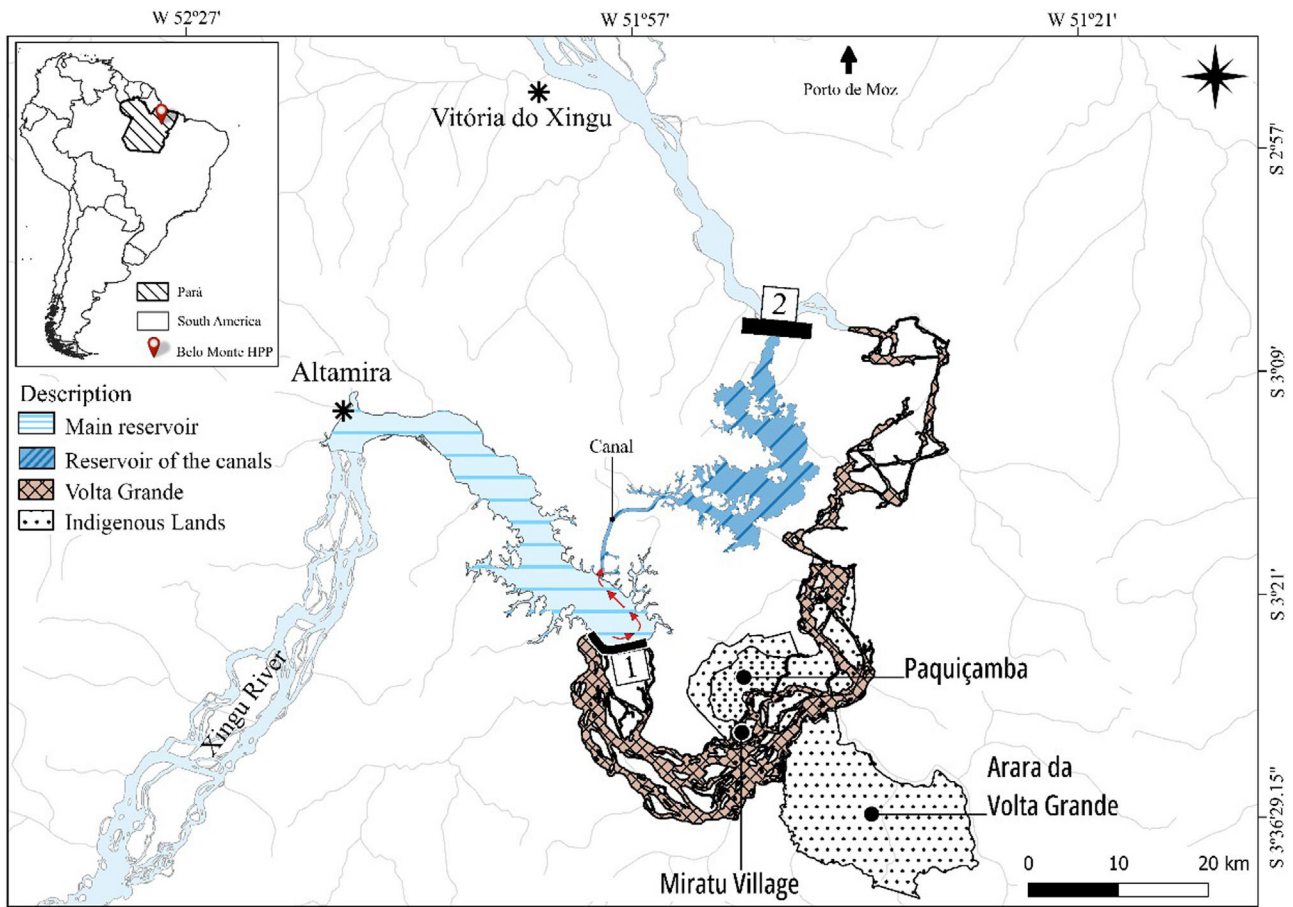 W 52º27'
W 51º57'
W 51º21'
Porto de Moz
Vitória do Xingu
S 2º57'
Pará
South America
Belo Monte HPP
2
Altamira
S 3º09'
Description
Main reservoir
Reservoir of the canals
Volta Grande
Indigenous Lands
Canal
S 3º21'
1
Xingu River
Paquiçamba
Arara da
Volta Grande
S 3º36'29.15"
Miratu Village
0 10 20 km